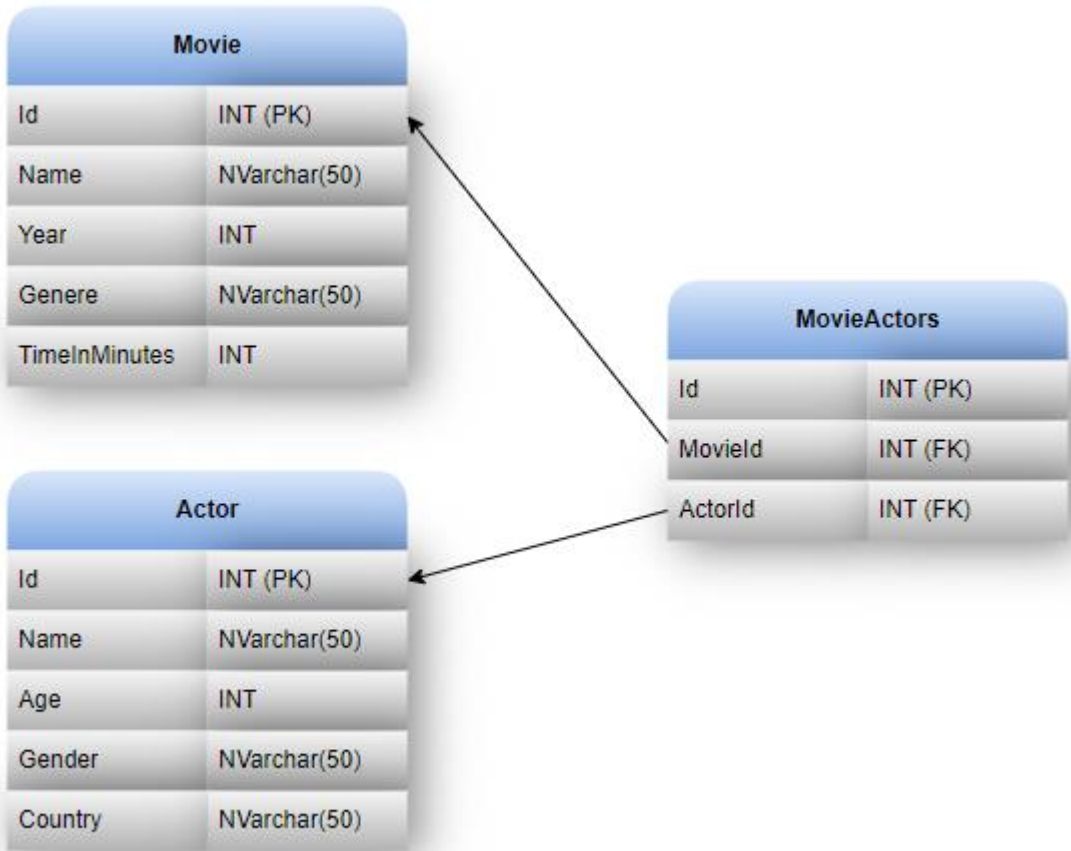 Movie
Id INT (PK)
Name NVarchar(50)
Year INT
Genere NVarchar(50)
TimeInMinutes INT
MovieActors
Id INT (PK)
MovieId INT (FK)
ActorId INT (FK)
Actor
Id INT (PK)
Name NVarchar(50)
Age INT
Gender NVarchar(50)
Country NVarchar(50)